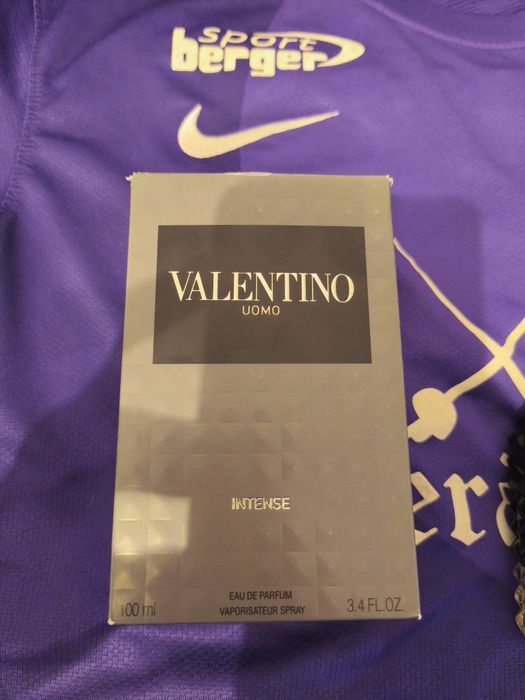 sport
berger
VALENTINO
UOMO
INTENSE
EAU DE PARFUM
100 ml VAPORISATEUR SPRAY 3.4 FL.OZ.